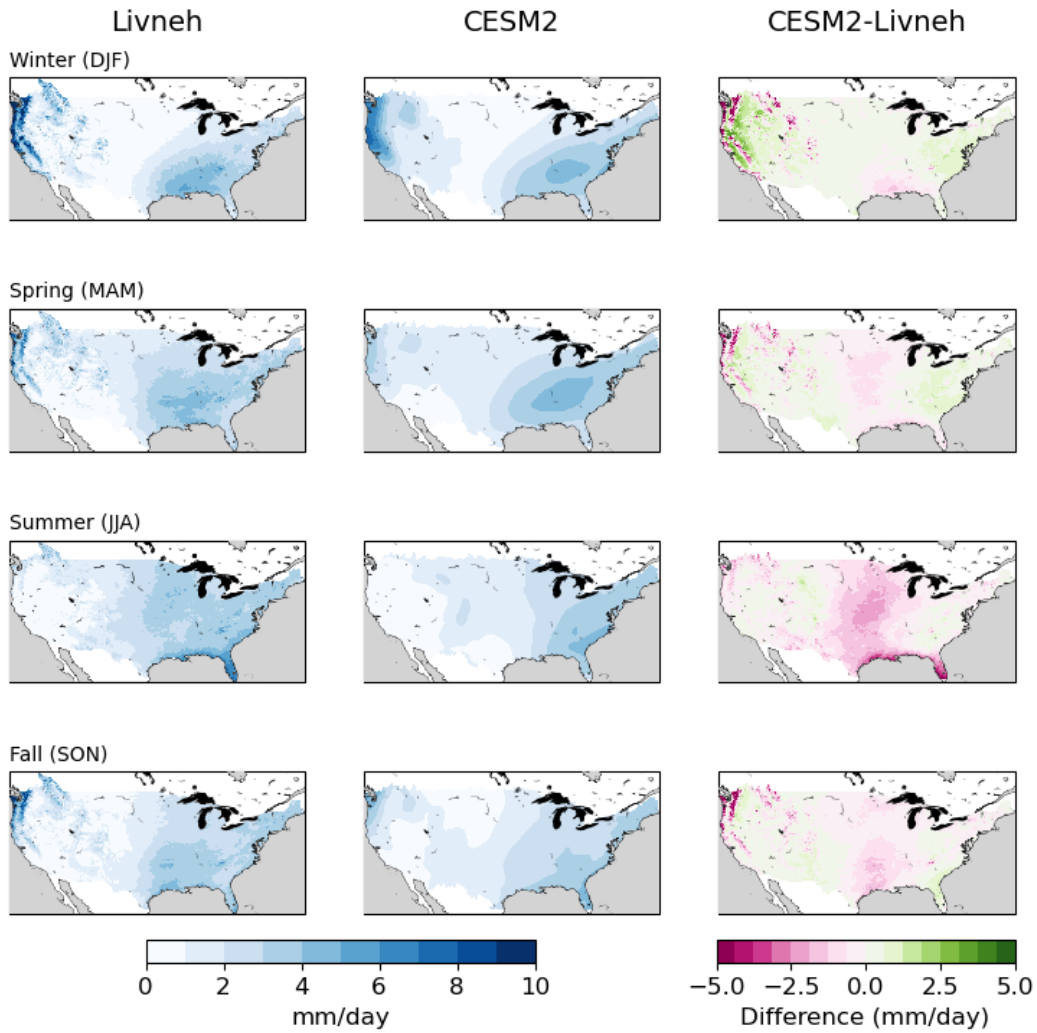 Livneh CESM2 CESM2-Livneh
Winter (DJF)
Spring (MAM)
Summer (JJA)
Fall (SON)
0 2 4 6 8 10
mm/day
−5.0 −2.5 0.0 2.5 5.0
Difference (mm/day)